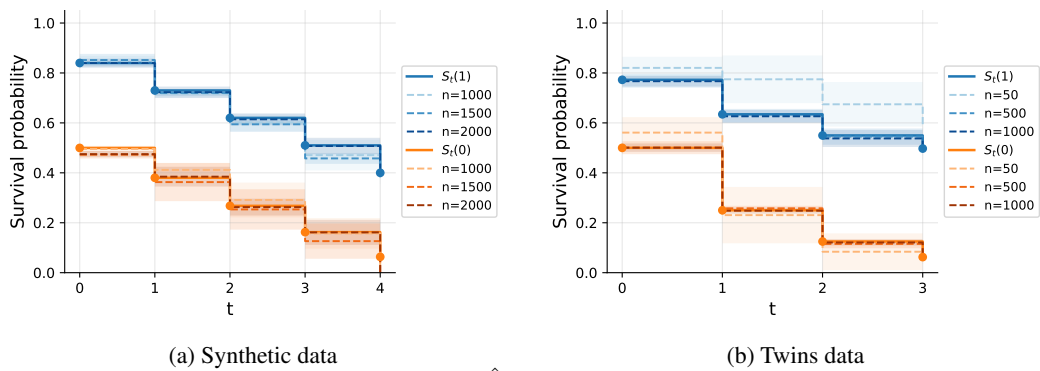 1.0
0.8
0.6
0.4
0.2
0.0
Survival probability
0 1 2 3 4
t
S_t(1)
n=1000
n=1500
n=2000
S_t(0)
n=1000
n=1500
n=2000
(a) Synthetic data
1.0
0.8
0.6
0.4
0.2
0.0
Survival probability
0 1 2 3
t
S_t(1)
n=50
n=500
n=1000
S_t(0)
n=50
n=500
n=1000
(b) Twins data